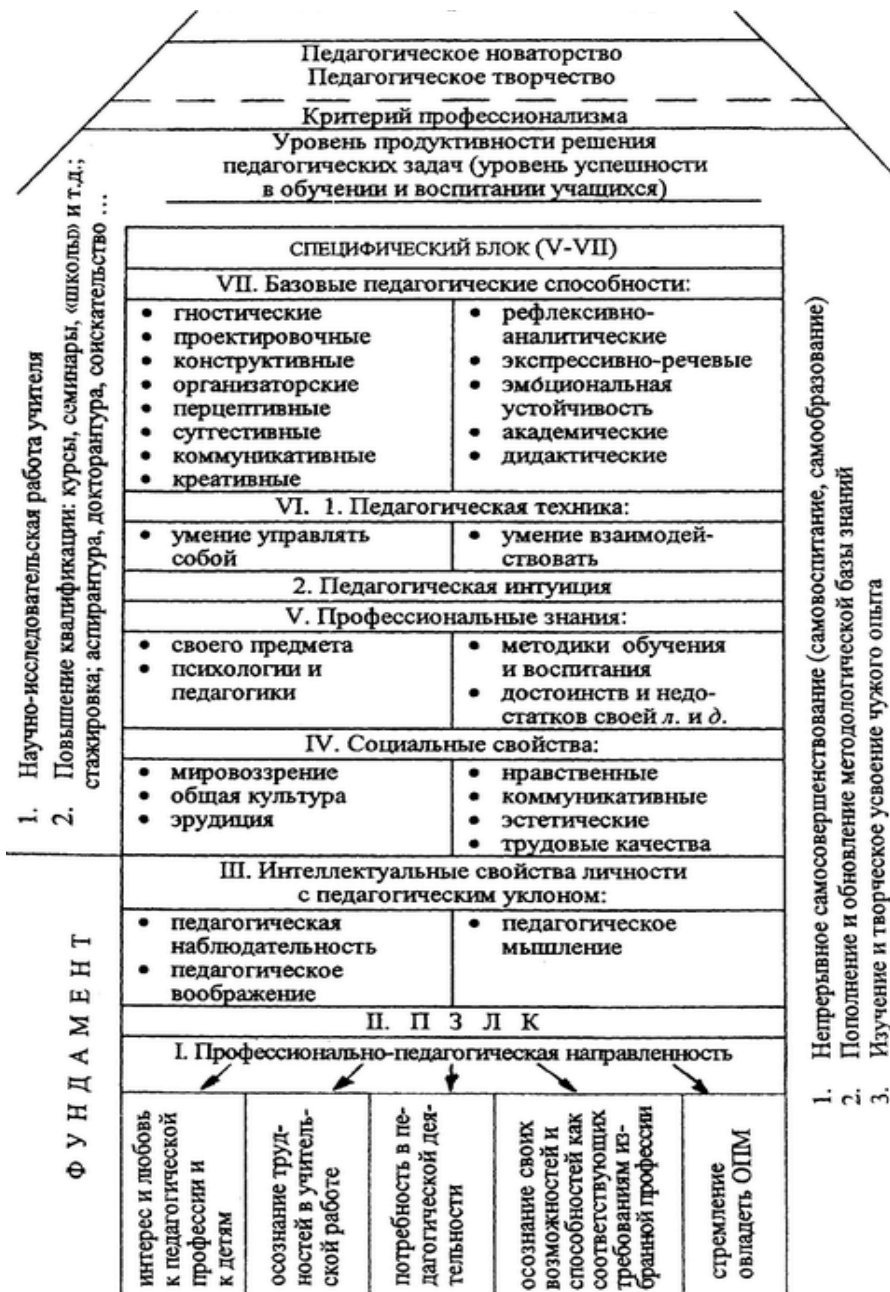 Педагогическое новаторство
Педагогическое творчество
Критерий профессионализма
Уровень продуктивности решения
педагогических задач (уровень успешности
в обучении и воспитании учащихся)
1. Научно-исследовательская работа учителя
2. Повышение квалификации: курсы, семинары, «школы» и т.д.;
стажировка; аспирантура, докторантура, соискательство ...
СПЕЦИФИЧЕСКИЙ БЛОК (V-VII)
VII. Базовые педагогические способности:
• гностические
• проектировочные
• конструктивные
• организаторские
• перцептивные
• суггестивные
• коммуникативные
• креативные
• рефлексивно-
аналитические
• экспрессивно-речевые
• эмоциональная
устойчивость
• академические
• дидактические
VI. 1. Педагогическая техника:
• умение управлять
собой
• умение взаимодей-
ствовать
2. Педагогическая интуиция
V. Профессиональные знания:
• своего предмета
• психологии и
педагогики
• методики обучения
и воспитания
• достоинств и недо-
статков своей л. и д.
IV. Социальные свойства:
• мировоззрение
• общая культура
• эрудиция
• нравственные
• коммуникативные
• эстетические
• трудовые качества
III. Интеллектуальные свойства личности
с педагогическим уклоном:
• педагогическая
наблюдательность
• педагогическое
воображение
• педагогическое
мышление
II. П З Л К
I. Профессионально-педагогическая направленность
ФУНДАМЕНТ
интерес и любовь
к педагогической
профессии и
к детям
осознание труд-
ностей в учитель-
ской работе
потребность в пе-
дагогической дея-
тельности
осознание своих
возможностей и
способностей как
соответствующих
требованиям из-
бранной профессии
стремление
овладеть ОПМ
1. Непрерывное самосовершенствование (самовоспитание, самообразование)
2. Пополнение и обновление методологической базы знаний
3. Изучение и творческое усвоение чужого опыта